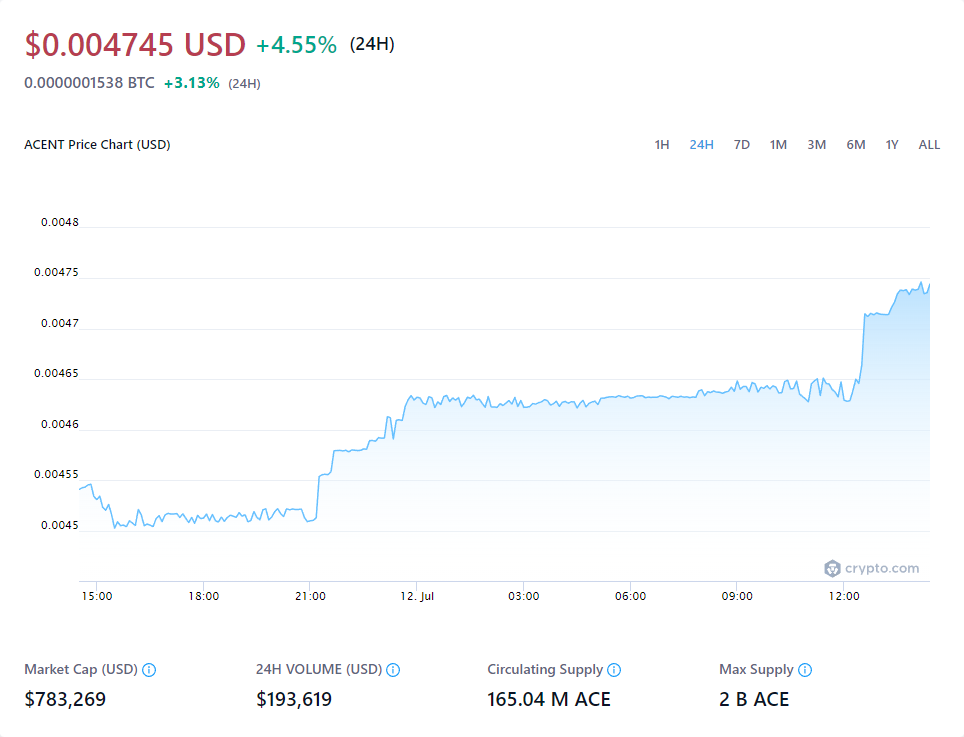 $0.004745 USD +4.55% (24H)
0.0000001538 BTC +3.13% (24H)
ACENT Price Chart (USD) 1H 24H 7D 1M 3M 6M 1Y ALL
0.0048
0.00475
0.0047
0.00465
0.0046
0.00455
0.0045
crypto.com
15:00 18:00 21:00 12. Jul 03:00 06:00 09:00 12:00
Market Cap (USD) 24H VOLUME (USD) Circulating Supply Max Supply
$783,269 $193,619 165.04 M ACE 2 B ACE